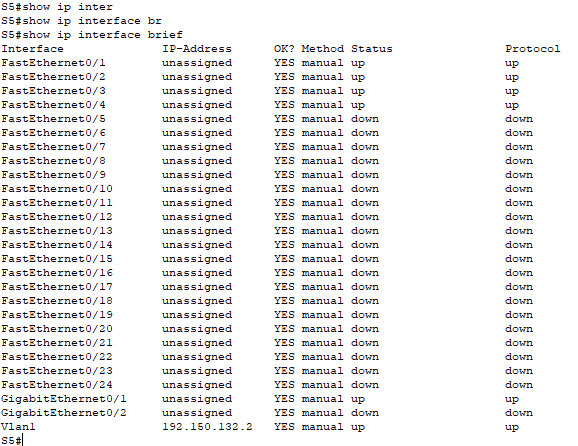 S5#show ip inter
S5#show ip interface br
S5#show ip interface brief
Interface IP-Address OK? Method Status Protocol
FastEthernet0/1 unassigned YES manual up up
FastEthernet0/2 unassigned YES manual up up
FastEthernet0/3 unassigned YES manual up up
FastEthernet0/4 unassigned YES manual up up
FastEthernet0/5 unassigned YES manual down down
FastEthernet0/6 unassigned YES manual down down
FastEthernet0/7 unassigned YES manual down down
FastEthernet0/8 unassigned YES manual down down
FastEthernet0/9 unassigned YES manual down down
FastEthernet0/10 unassigned YES manual down down
FastEthernet0/11 unassigned YES manual down down
FastEthernet0/12 unassigned YES manual down down
FastEthernet0/13 unassigned YES manual down down
FastEthernet0/14 unassigned YES manual down down
FastEthernet0/15 unassigned YES manual down down
FastEthernet0/16 unassigned YES manual down down
FastEthernet0/17 unassigned YES manual down down
FastEthernet0/18 unassigned YES manual down down
FastEthernet0/19 unassigned YES manual down down
FastEthernet0/20 unassigned YES manual down down
FastEthernet0/21 unassigned YES manual down down
FastEthernet0/22 unassigned YES manual down down
FastEthernet0/23 unassigned YES manual down down
FastEthernet0/24 unassigned YES manual down down
GigabitEthernet0/1 unassigned YES manual up up
GigabitEthernet0/2 unassigned YES manual down down
Vlan1 192.150.132.2 YES manual up up
S5#